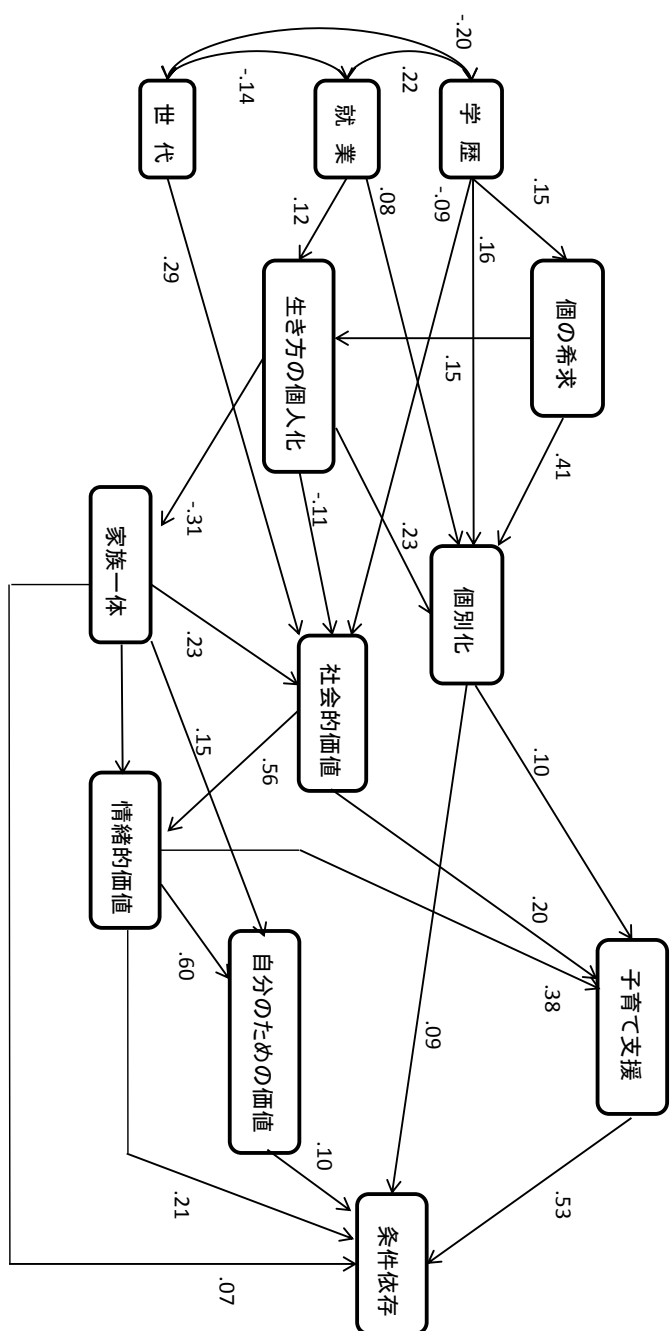 -.20
-.14
.22
世 代
就 業
学 歴
.29
.12
.08
-.09
.16
.15
生き方の個人化
個の希求
.15
.41
-.31
-.11
.23
家族一体
個別化
.23
社会的価値
.15
.56
.10
情緒的価値
.60
.20
.38
自分のための価値
.09
子育て支援
.10
.21
.53
条件依存
.07